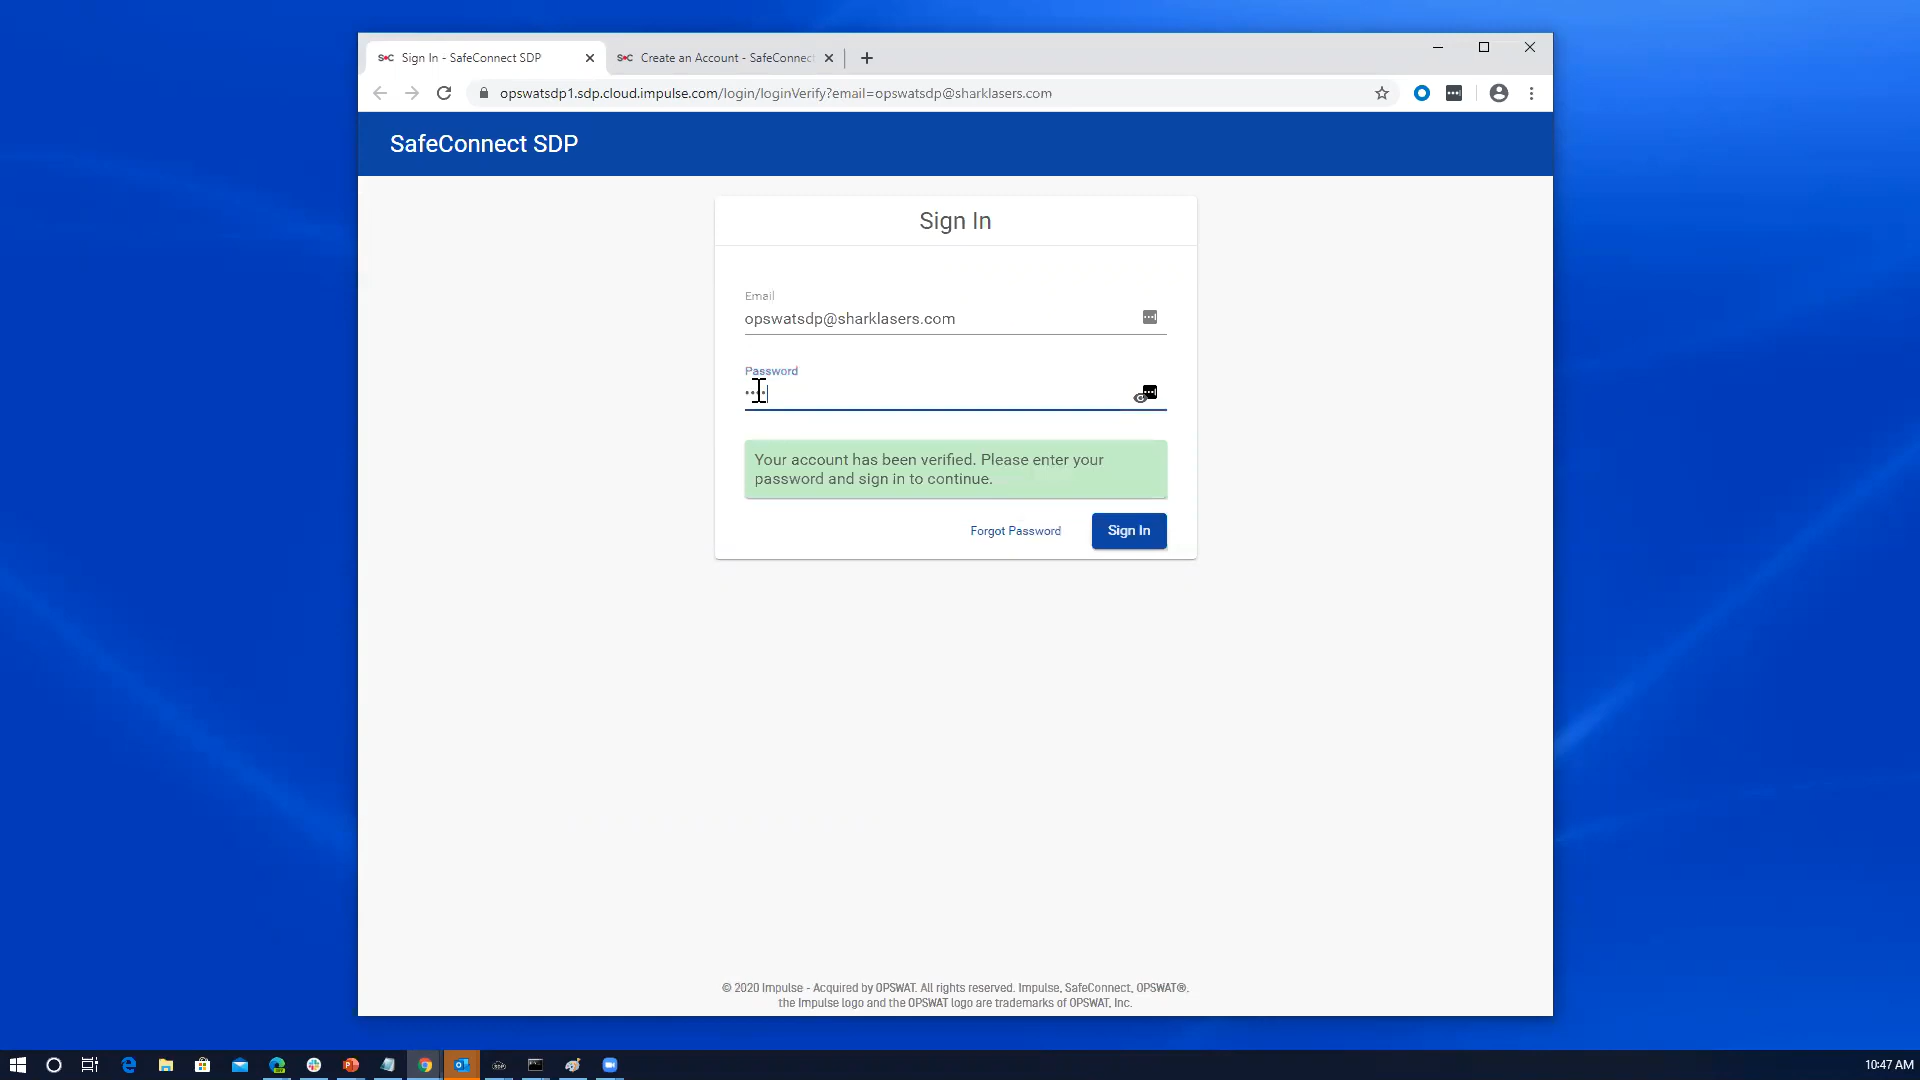 Sign In - SafeConnect SDP
Create an Account - SafeConnect
opswatsdp1.sdp.cloud.impulse.com/login/loginVerify?email=opswatsdp@sharklasers.com
SafeConnect SDP
Sign In
Email
opswatsdp@sharklasers.com
Password
Your account has been verified. Please enter your
password and sign in to continue.
Forgot Password
Sign In
© 2020 Impulse - Acquired by OPSWAT. All rights reserved. Impulse, SafeConnect, OPSWAT®,
the Impulse logo and the OPSWAT logo are trademarks of OPSWAT, Inc.
10:47 AM